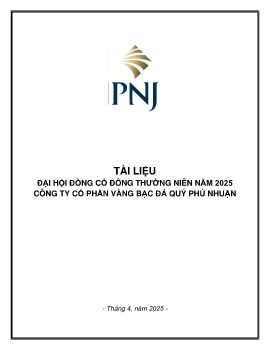 PNJ
TÀI LIỆU
ĐẠI HỘI ĐỒNG CỔ ĐÔNG THƯỜNG NIÊN NĂM 2025
CÔNG TY CỔ PHẦN VÀNG BẠC ĐÁ QUÝ PHÚ NHUẬN
- Tháng 4, năm 2025 -